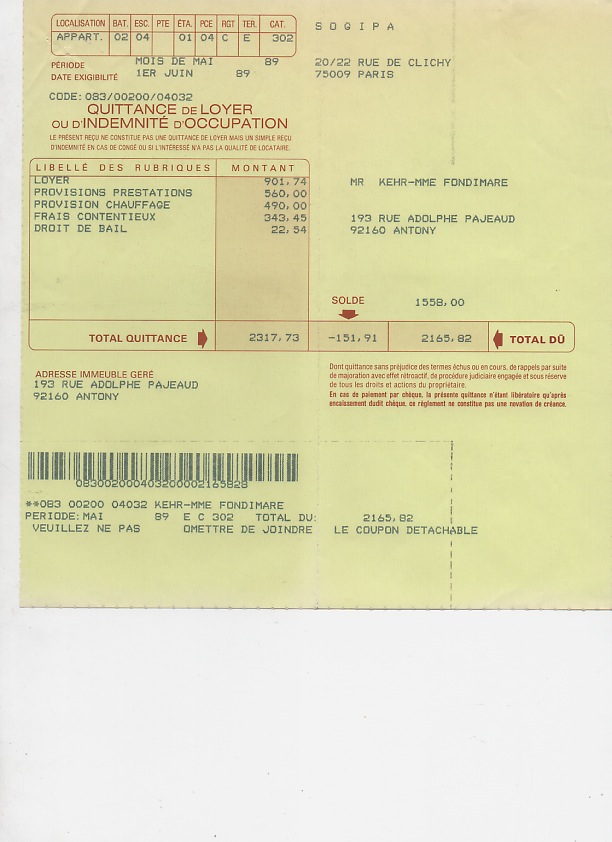 LOCALISATION BAT. ESC. PTE ÉTA. PCE RGT TER. CAT.
APPART. 02 04 01 04 C E 302
SOGIPA
PÉRIODE MOIS DE MAI 89
DATE EXIGIBILITÉ 1ER JUIN 89
20/22 RUE DE CLICHY
75009 PARIS
CODE: 083/00200/04032
QUITTANCE DE LOYER
OU D'INDEMNITÉ D'OCCUPATION
LE PRÉSENT REÇU NE CONSTITUE PAS UNE QUITTANCE DE LOYER MAIS UN SIMPLE REÇU
D'INDEMNITÉ EN CAS DE CONGÉ OU SI L'INTÉRESSÉ N'A PAS LA QUALITÉ DE LOCATAIRE.
LIBELLÉ DES RUBRIQUES MONTANT
LOYER 901,74
PROVISIONS PRESTATIONS 560,00
PROVISION CHAUFFAGE 490,00
FRAIS CONTENTIEUX 343,45
DROIT DE BAIL 22,54
MR KEHR-MME FONDIMARE
193 RUE ADOLPHE PAJEAUD
92160 ANTONY
SOLDE 1558,00
TOTAL QUITTANCE 2317,73 -151,91 2165,82 TOTAL DÛ
ADRESSE IMMEUBLE GERÉ
193 RUE ADOLPHE PAJEAUD
92160 ANTONY
Dont quittance sans préjudice des termes échus ou en cours, de rappels par suite
de majoration avec effet rétroactif, de procédure judiciaire engagée et sous réserve
de tous les droits et actions du propriétaire.
En cas de paiement par chèque, la présente quittance n'étant libératoire qu'après
encaissement dudit chèque, ce règlement ne constitue pas une novation de créance.
083002000403200002165828
**083 00200 04032 KEHR-MME FONDIMARE
PERIODE: MAI 89 E C 302 TOTAL DU: 2165,82
VEUILLEZ NE PAS OMETTRE DE JOINDRE LE COUPON DETACHABLE